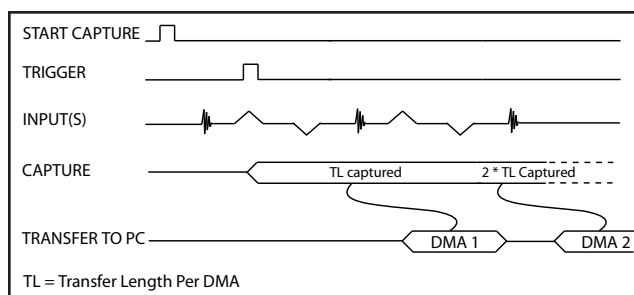 START CAPTURE
TRIGGER
INPUT(S)
CAPTURE
TL captured
2 * TL Captured
TRANSFER TO PC
DMA 1
DMA 2
TL = Transfer Length Per DMA